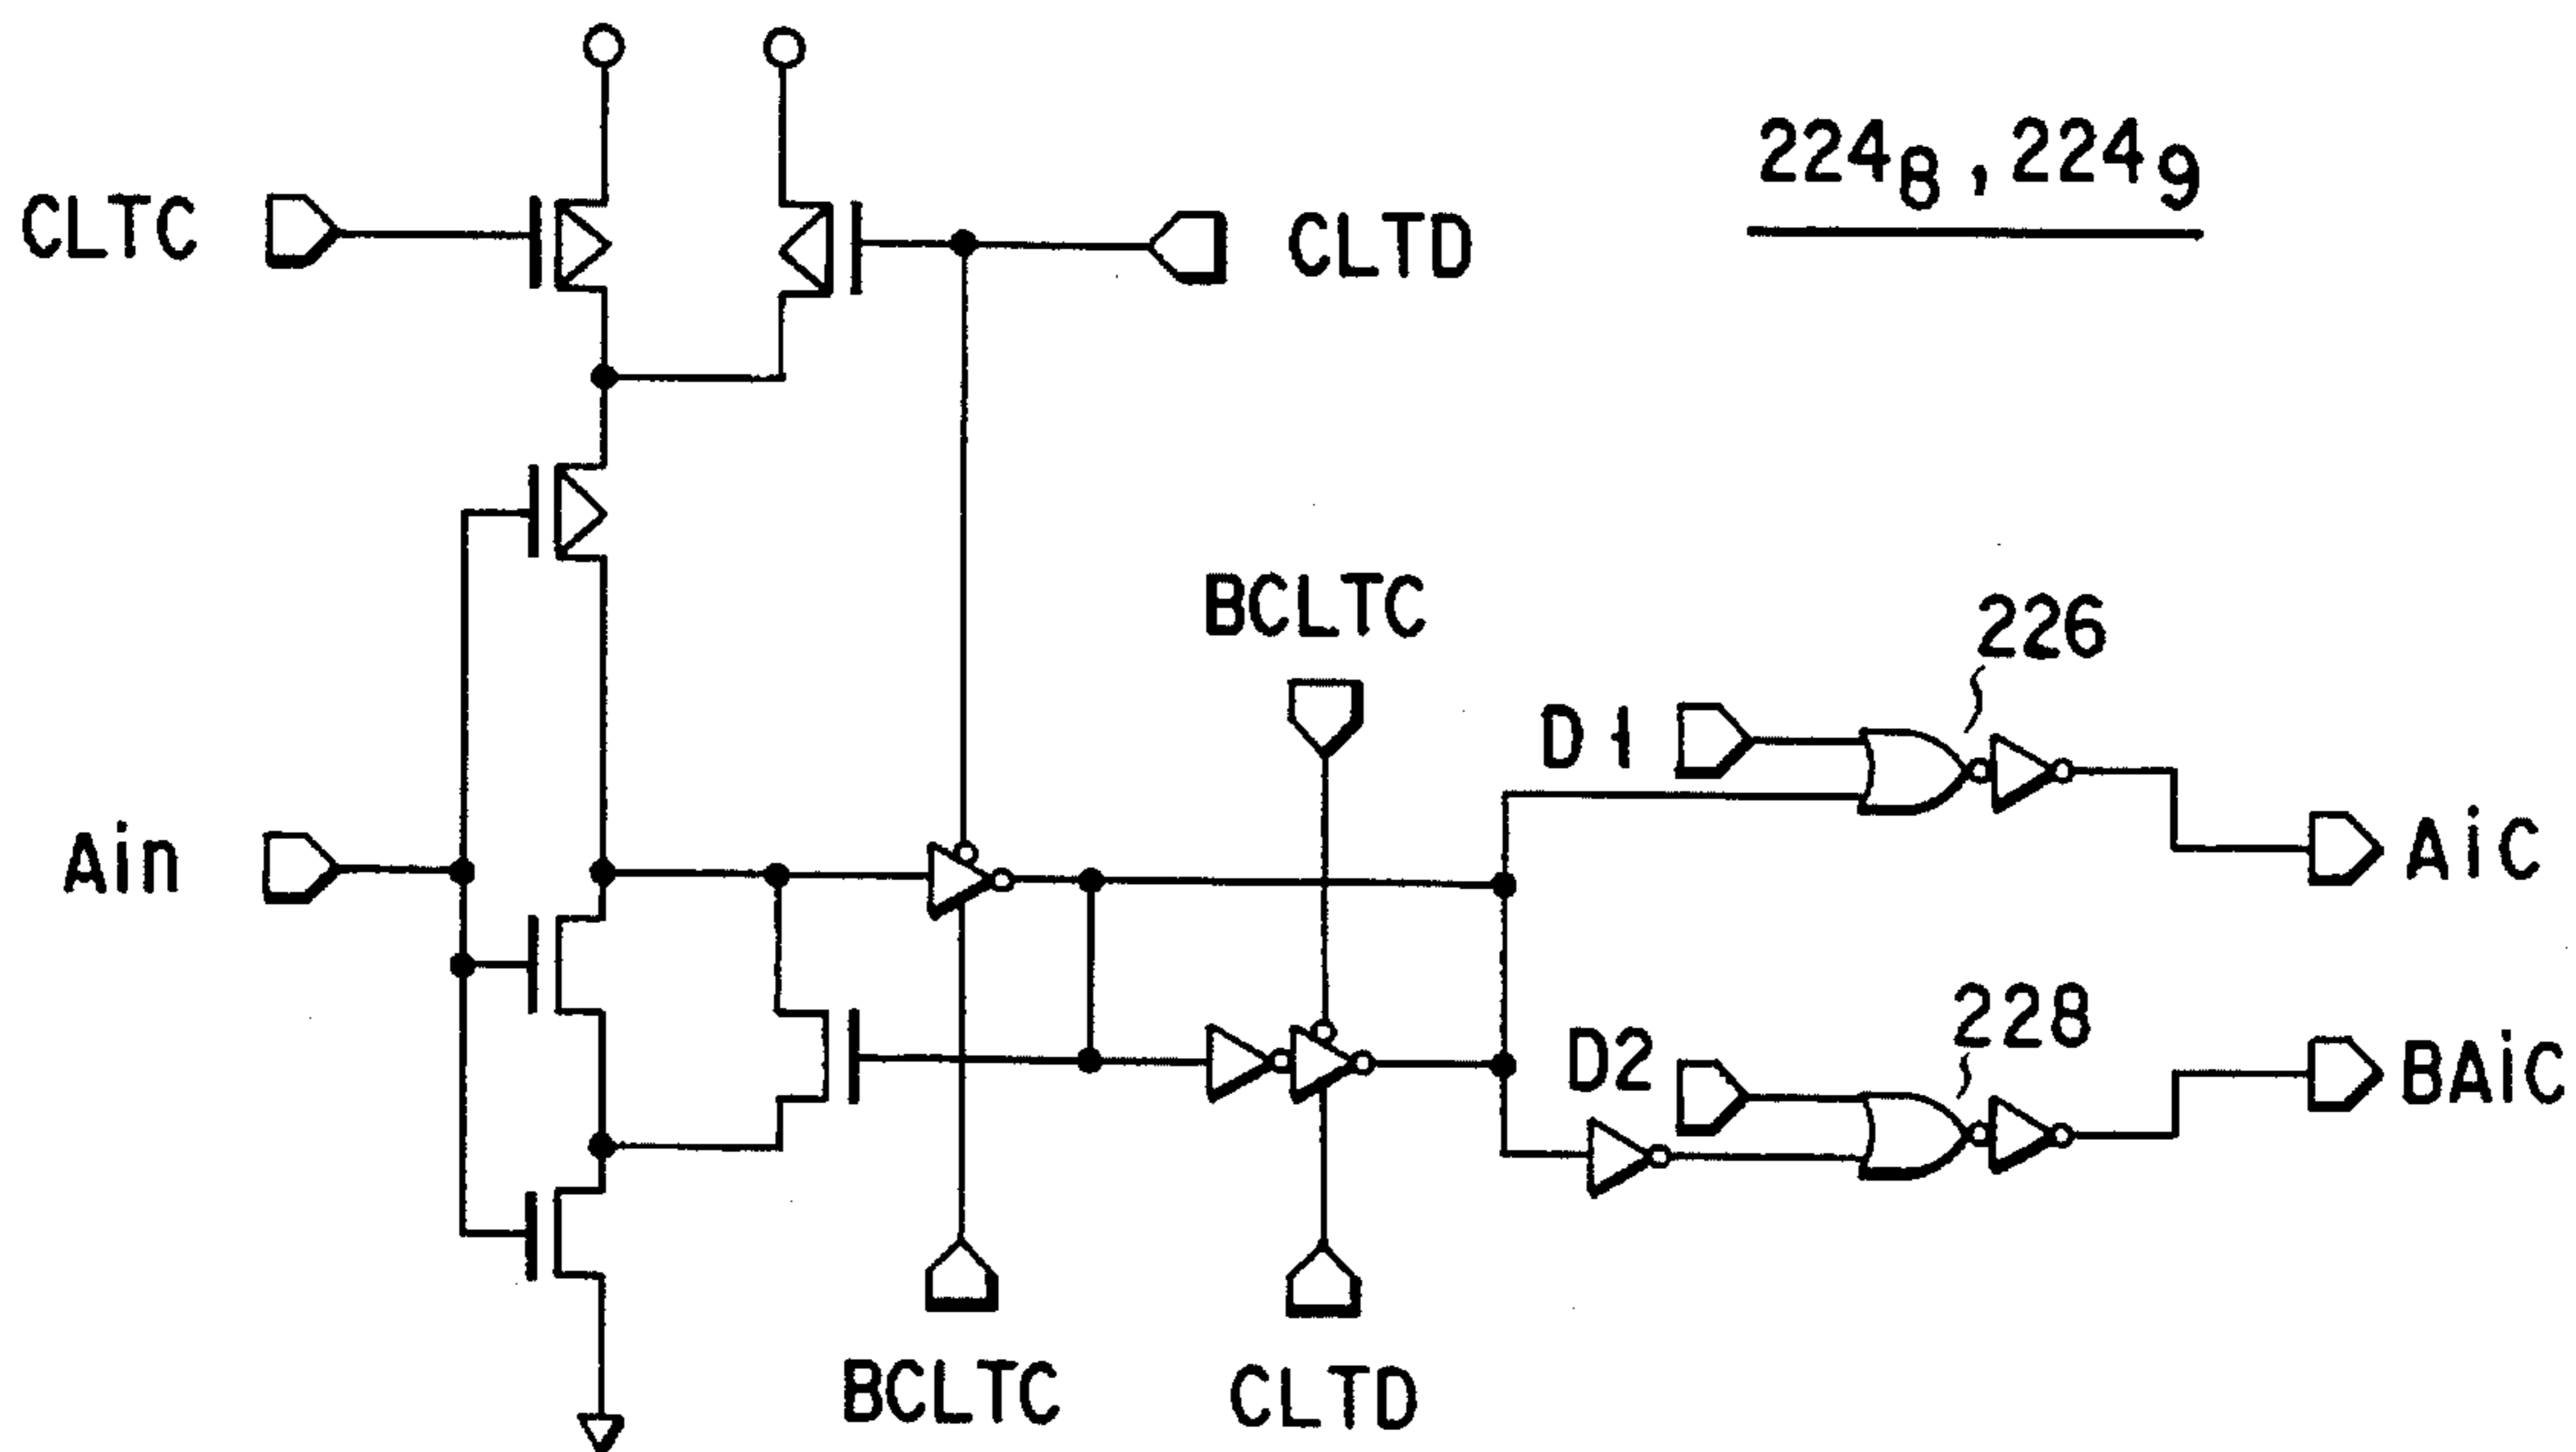 224₈, 224₉
CLTC
CLTD
BCLTC
226
D1
Ain
AiC
228
D2
BAiC
BCLTC
CLTD